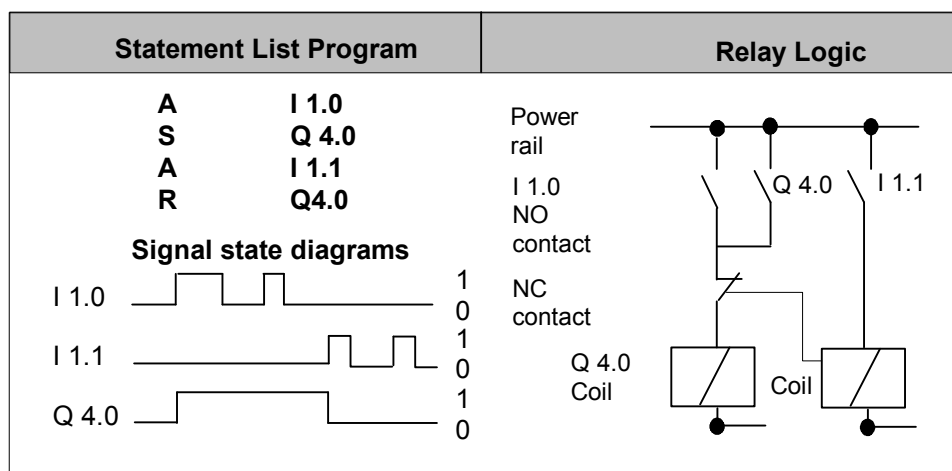 Statement List Program
Relay Logic
A I 1.0
S Q 4.0
A I 1.1
R Q4.0
Signal state diagrams
I 1.0
1
0
I 1.1
1
0
Q 4.0
1
0
Power
rail
I 1.0
NO
contact
Q 4.0
I 1.1
NC
contact
Q 4.0
Coil
Coil